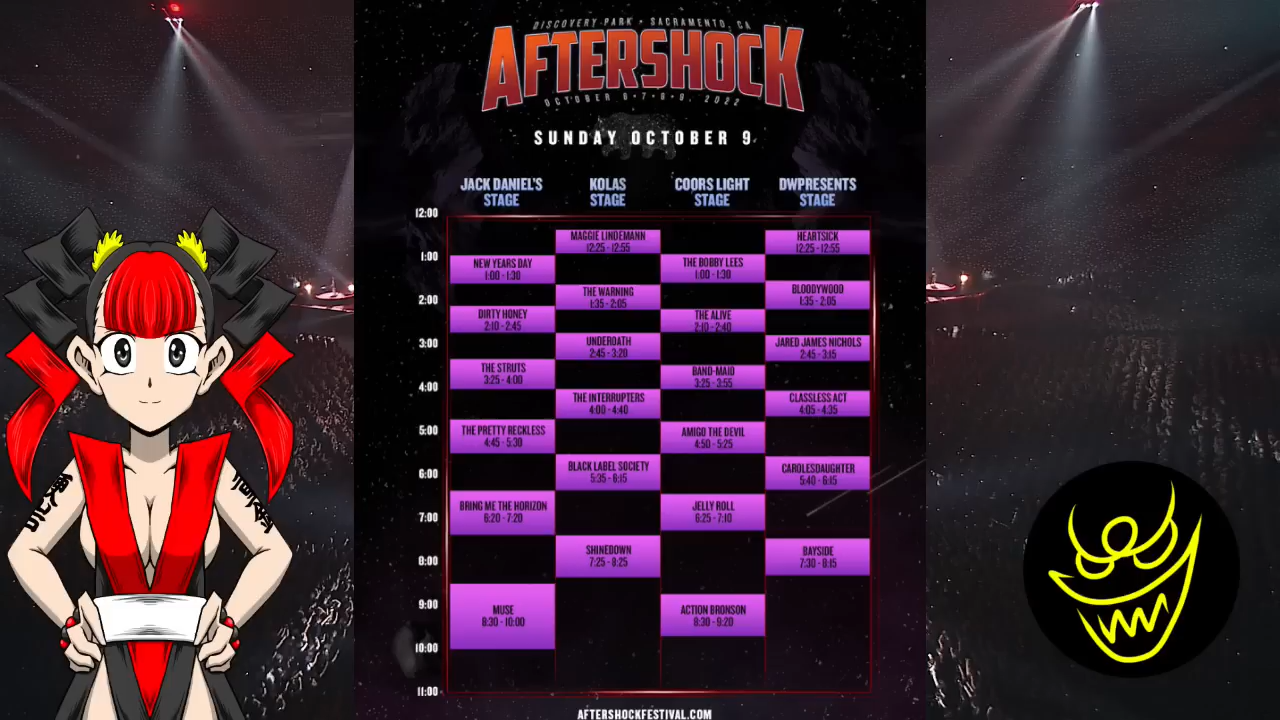 DISCOVERY PARK • SACRAMENTO, CA
AFTERSHOCK
OCTOBER 6•7•8•9, 2022
SUNDAY OCTOBER 9
JACK DANIEL'S
STAGE
KOLAS
STAGE
COORS LIGHT
STAGE
DWPRESENTS
STAGE
12:00
1:00
2:00
3:00
4:00
5:00
6:00
7:00
8:00
9:00
10:00
11:00
NEW YEARS DAY
1:00 - 1:30
DIRTY HONEY
2:10 - 2:45
THE STRUTS
3:25 - 4:00
THE PRETTY RECKLESS
4:45 - 5:30
BRING ME THE HORIZON
6:20 - 7:20
MUSE
8:30 - 10:00
MAGGIE LINDEMANN
12:25 - 12:55
THE WARNING
1:35 - 2:05
UNDEROATH
2:45 - 3:20
THE INTERRUPTERS
4:00 - 4:40
BLACK LABEL SOCIETY
5:35 - 6:15
SHINEDOWN
7:25 - 8:25
THE BOBBY LEES
1:00 - 1:30
THE ALIVE
2:10 - 2:40
BAND-MAID
3:25 - 3:55
AMIGO THE DEVIL
4:50 - 5:25
JELLY ROLL
6:25 - 7:10
ACTION BRONSON
8:30 - 9:20
HEARTSICK
12:25 - 12:55
BLOODYWOOD
1:35 - 2:05
JARED JAMES NICHOLS
2:45 - 3:15
CLASSLESS ACT
4:05 - 4:35
CAROLESDAUGHTER
5:40 - 6:15
BAYSIDE
7:30 - 8:15
AFTERSHOCKFESTIVAL.COM